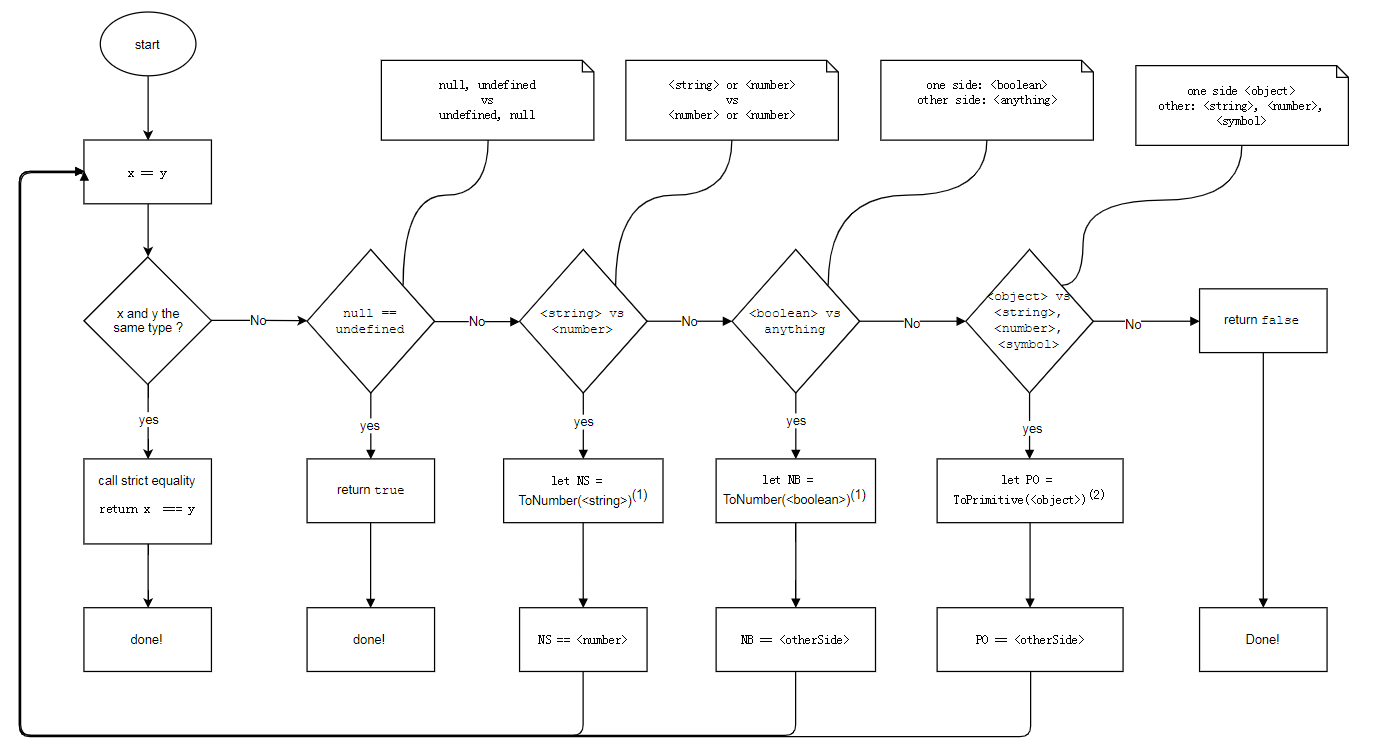 start
null, undefined
vs
undefined, null
<string> or <number>
vs
<number> or <number>
one side: <boolean>
other side: <anything>
one side <object>
other: <string>, <number>,
<symbol>
x == y
x and y the
same type ?
No
null ==
undefined
No
<string> vs
<number>
No
<boolean> vs
anything
No
<object> vs
<string>,
<number>,
<symbol>
No
return false
yes
yes
yes
yes
yes
call strict equality
return x === y
return true
let NS =
ToNumber(<string>)(1)
let NB =
ToNumber(<boolean>)(1)
let PO =
ToPrimitive(<object>)(2)
done!
done!
NS == <number>
NB == <otherSide>
PO == <otherSide>
Done!